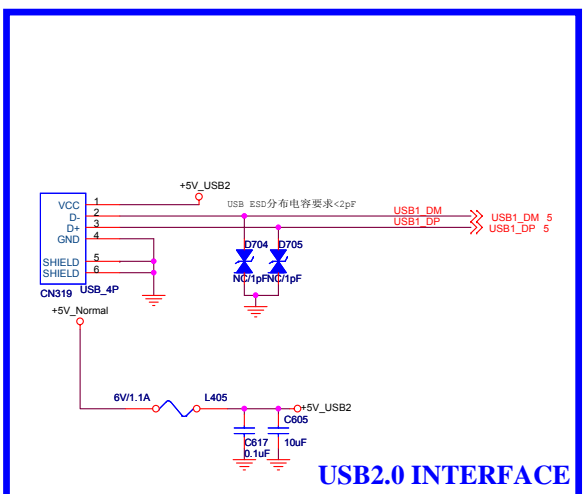 +5V_USB2
USB ESD分布电容要求<2pF
VCC 1
D- 2
D+ 3
GND 4
SHIELD 5
SHIELD 6
CN319 USB_4P
USB1_DM
USB1_DP
USB1_DM 5
USB1_DP 5
D704 D705
NC/1pF NC/1pF
+5V_Normal
6V/1.1A L405
+5V_USB2
C605
10uF
C617
0.1uF
USB2.0 INTERFACE